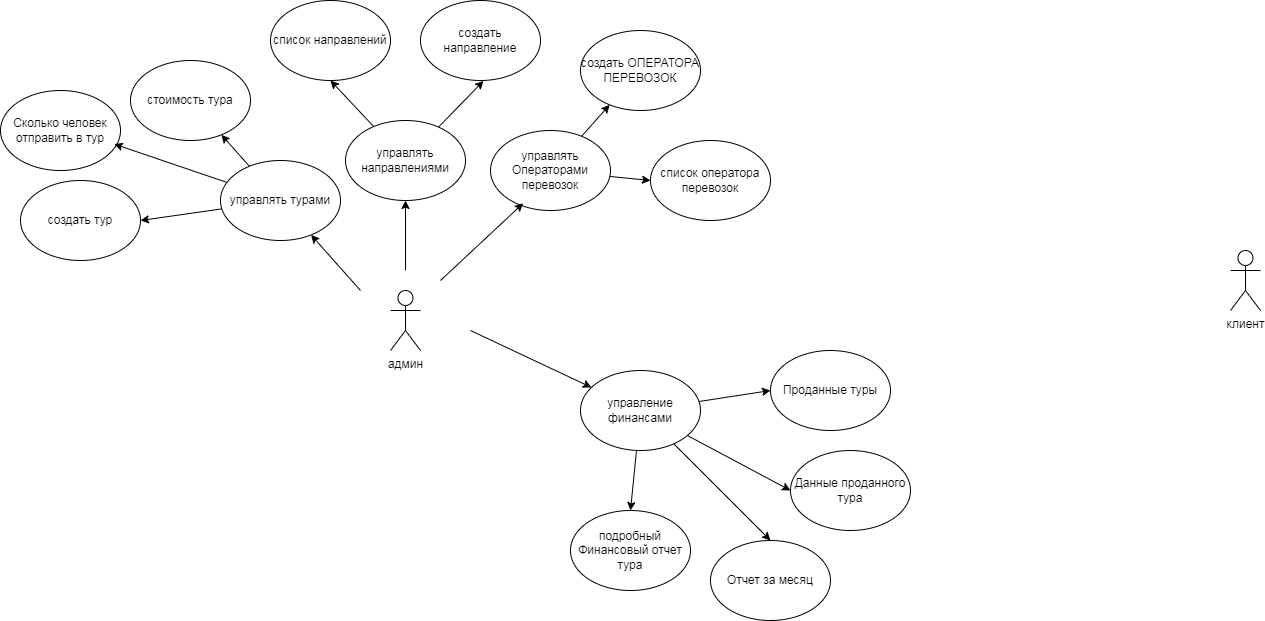 список направлений
создать
направление
создать ОПЕРАТОРА
ПЕРЕВОЗОК
стоимость тура
Сколько человек
отправить в тур
управлять
направлениями
управлять
Операторами
перевозок
список оператора
перевозок
управлять турами
создать тур
админ
клиент
управление
финансами
Проданные туры
Данные проданного
тура
подробный
Финансовый отчет
тура
Отчет за месяц